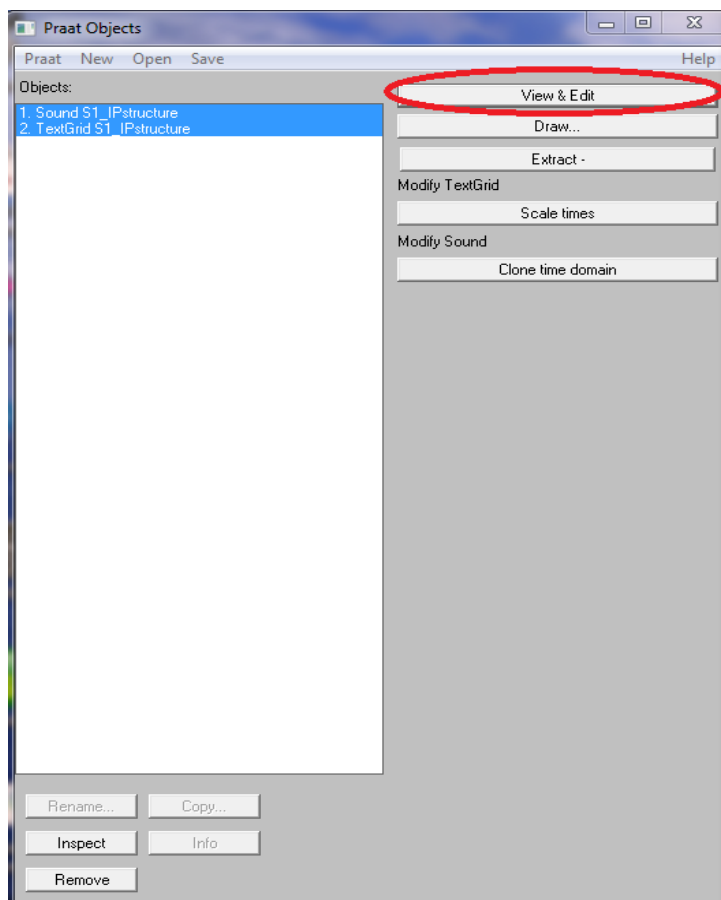 Praat Objects
Praat New Open Save Help
Objects:
1. Sound S1_IPstructure
2. TextGrid S1_IPstructure
View & Edit
Draw...
Extract -
Modify TextGrid
Scale times
Modify Sound
Clone time domain
Rename... Copy...
Inspect Info
Remove